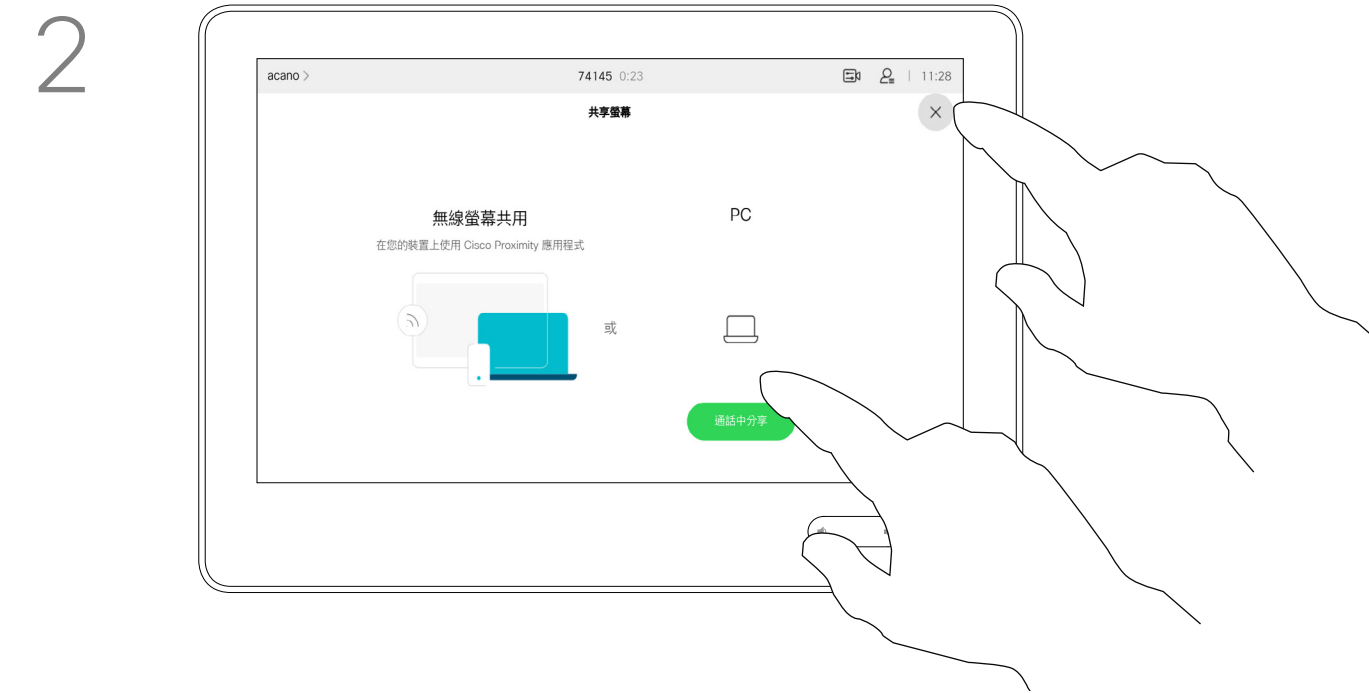 2
acano >
74145 0:23
11:28
共享螢幕
無線螢幕共用
在您的裝置上使用 Cisco Proximity 應用程式
或
PC
通話中分享